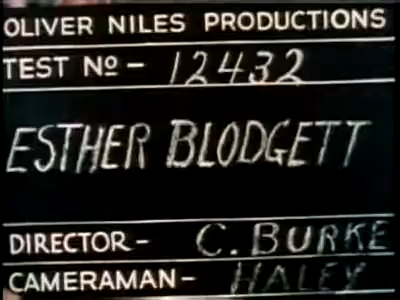 OLIVER NILES PRODUCTIONS
TEST No - 12432
ESTHER BLODGETT
DIRECTOR - C. BURKE
CAMERAMAN - HALEY